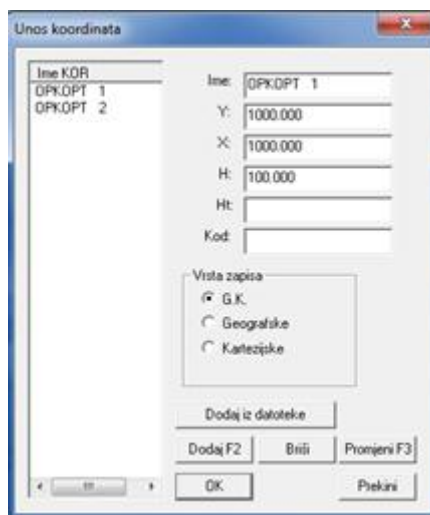 Unos koordinata
Ime KOR
OPKOPT 1
OPKOPT 2
Ime: OPKOPT 1
Y: 1000.000
X: 1000.000
H: 100.000
Ht:
Kod:
Vrsta zapisa
G.K.
Geografske
Kartezijske
Dodaj iz datoteke
Dodaj F2
Briši
Promjeni F3
OK
Prekini